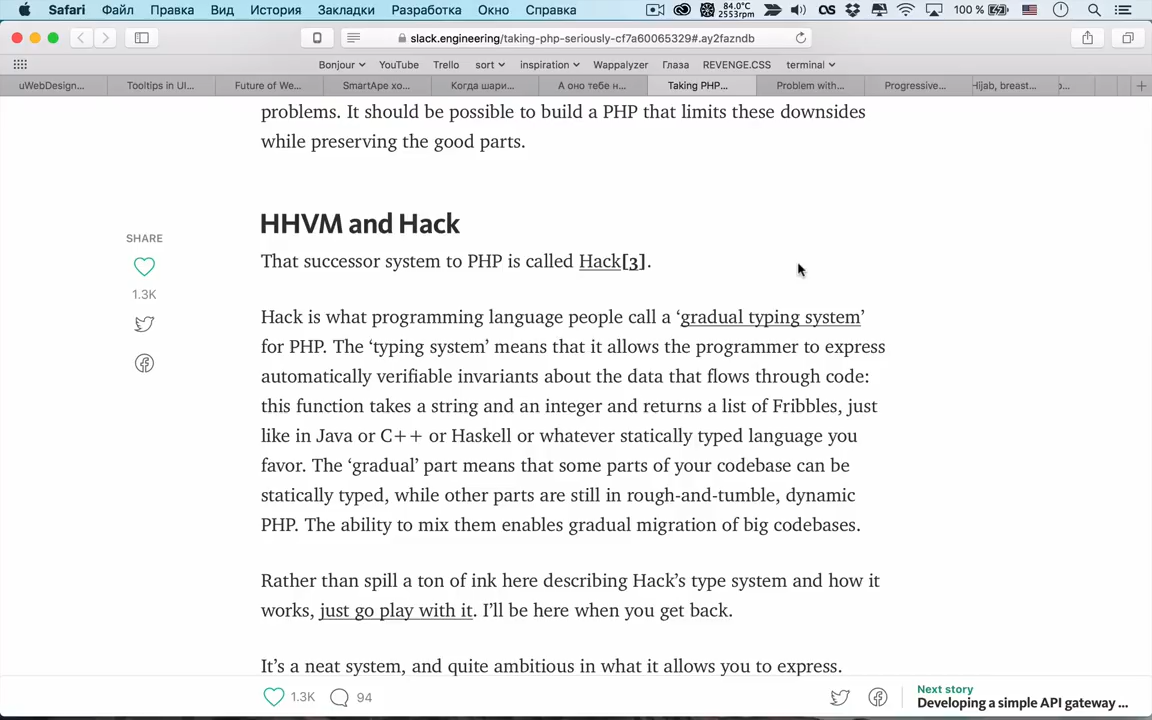 Safari Файл Правка Вид История Закладки Разработка Окно Справка 84.0°C 2553rpm 100 %
slack.engineering/taking-php-seriously-cf7a60065329#.ay2fazndb
Bonjour YouTube Trello sort inspiration Wappalyzer Глаза REVENGE.CSS terminal
uWebDesign... Tooltips in UI... Future of We... SmartApe хо... Когда шари... А оно тебе н... Taking PHP... Problem with... Progressive... Hijab, breast...
problems. It should be possible to build a PHP that limits these downsides
while preserving the good parts.
HHVM and Hack
SHARE
That successor system to PHP is called Hack[3].
1.3K
Hack is what programming language people call a ‘gradual typing system’
for PHP. The ‘typing system’ means that it allows the programmer to express
automatically verifiable invariants about the data that flows through code:
this function takes a string and an integer and returns a list of Fribbles, just
like in Java or C++ or Haskell or whatever statically typed language you
favor. The ‘gradual’ part means that some parts of your codebase can be
statically typed, while other parts are still in rough-and-tumble, dynamic
PHP. The ability to mix them enables gradual migration of big codebases.
Rather than spill a ton of ink here describing Hack’s type system and how it
works, just go play with it. I’ll be here when you get back.
It’s a neat system, and quite ambitious in what it allows you to express.
1.3K 94
Next story
Developing a simple API gateway ...